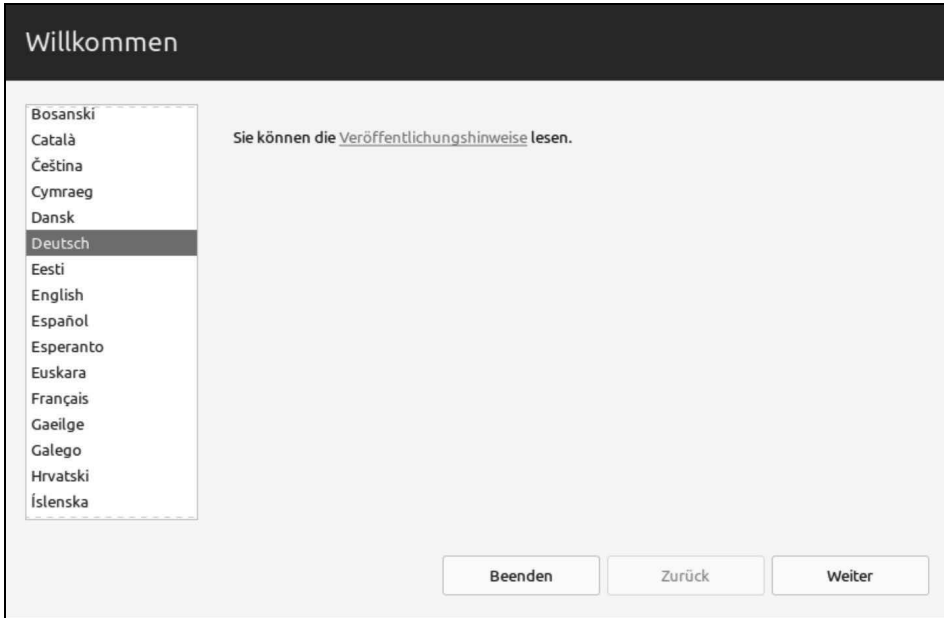 Willkommen
Bosanski
Català
Čeština
Cymraeg
Dansk
Deutsch
Eesti
English
Español
Esperanto
Euskara
Français
Gaeilge
Galego
Hrvatski
Íslenska
Sie können die Veröffentlichungshinweise lesen.
Beenden
Zurück
Weiter